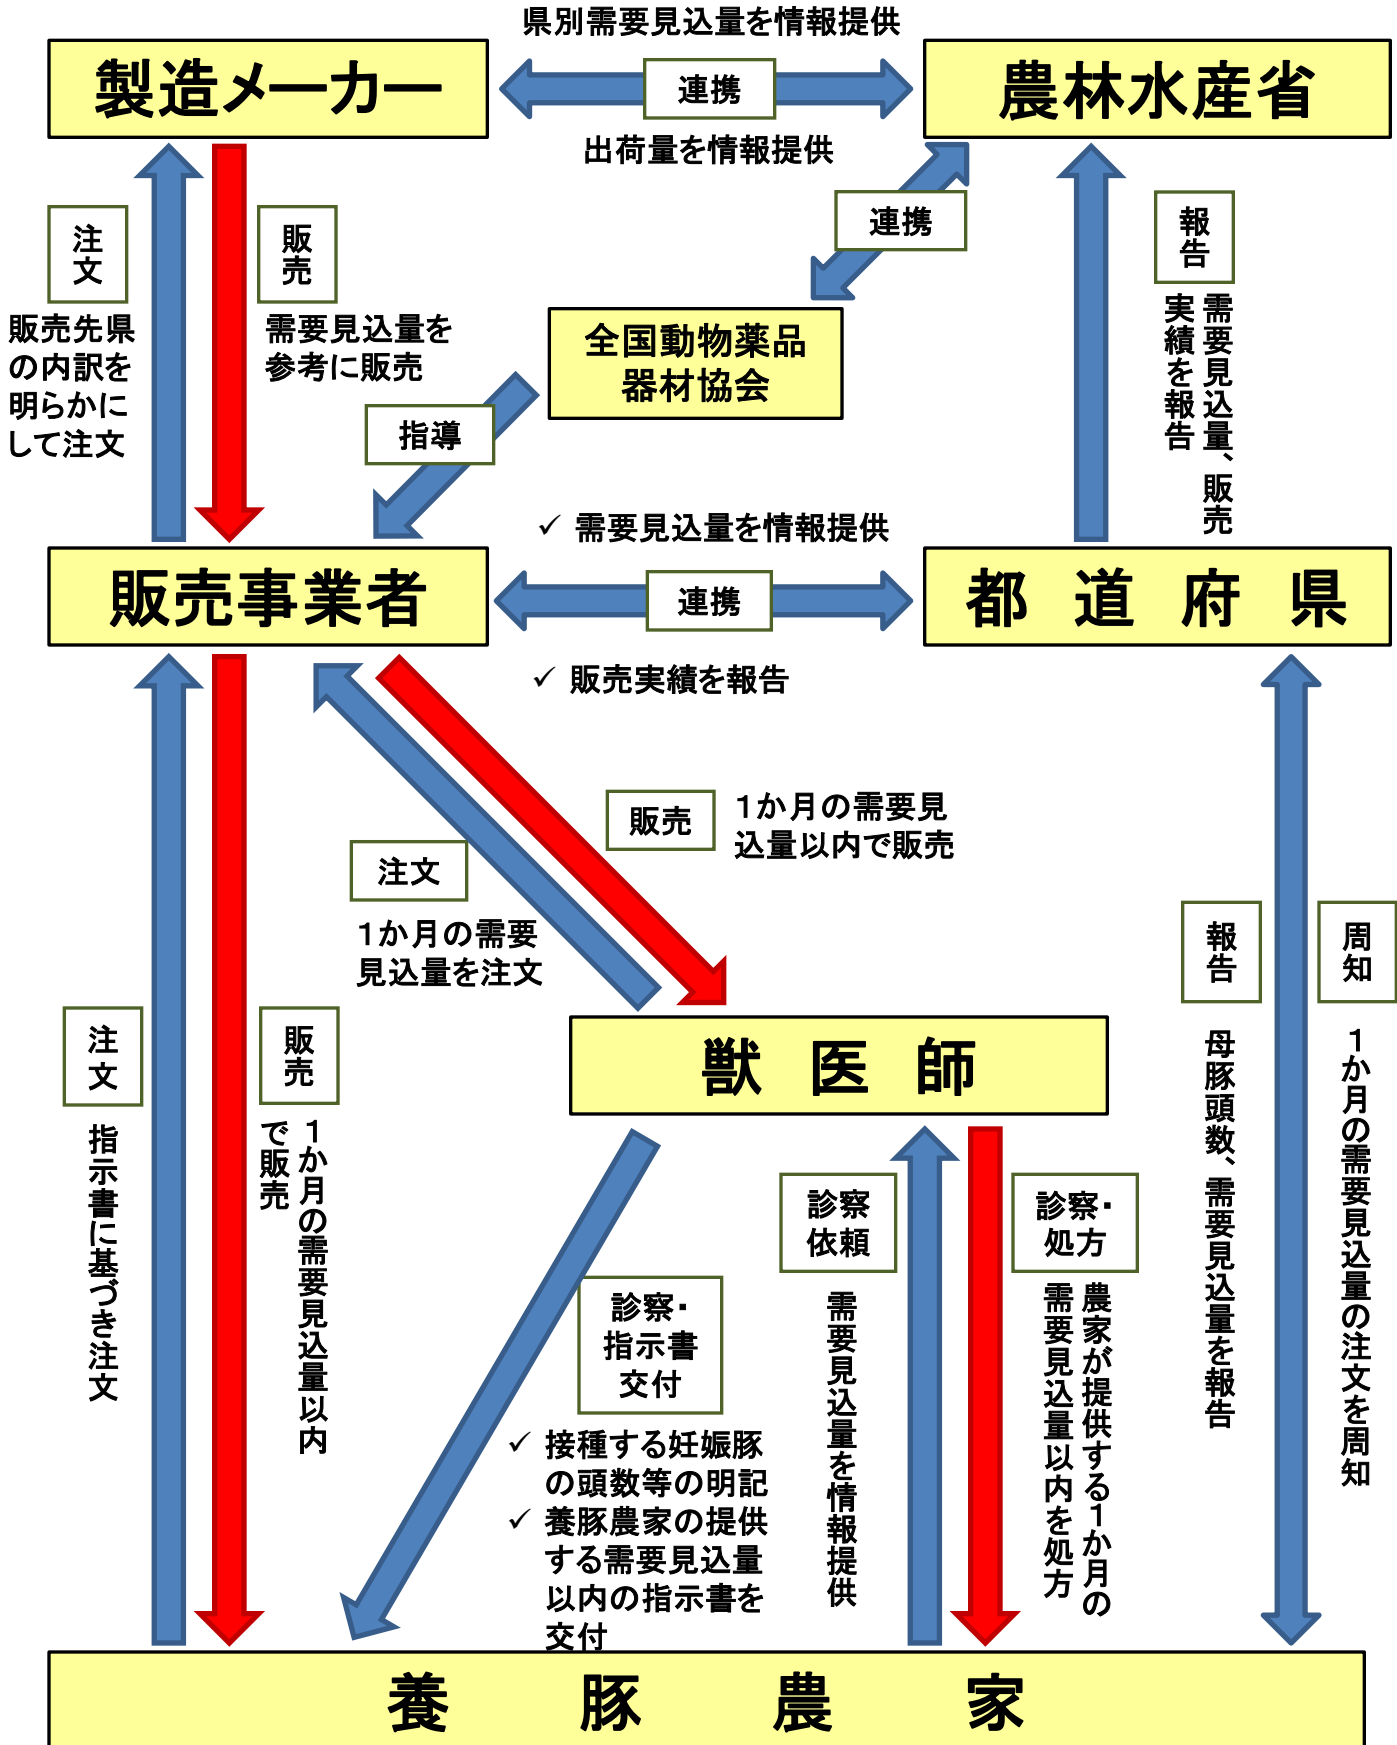 県別需要見込量を情報提供
製造メーカー
連携
農林水産省
出荷量を情報提供
連携
注
文
販売先県
の内訳を
明らかに
して注文
販
売
需要見込量を
参考に販売
全国動物薬品
器材協会
指導
報
告
需要見込量、販売
実績を報告
✓ 需要見込量を情報提供
販売事業者
連携
都道府県
✓ 販売実績を報告
販売
1か月の需要見
込量以内で販売
注文
1か月の需要
見込量を注文
報
告
母豚頭数、需要見込量を報告
周
知
1か月の需要見込量の注文を周知
注
文
指示書に基づき注文
販
売
1か月の需要見込量以内
で販売
獣医師
診察・
指示書
交付
✓ 接種する妊娠豚
の頭数等の明記
✓ 養豚農家の提供
する需要見込量
以内の指示書を
交付
診察
依頼
需要見込量を情報提供
診察・
処方
農家が提供する1か月の
需要見込量以内を処方
養豚農家